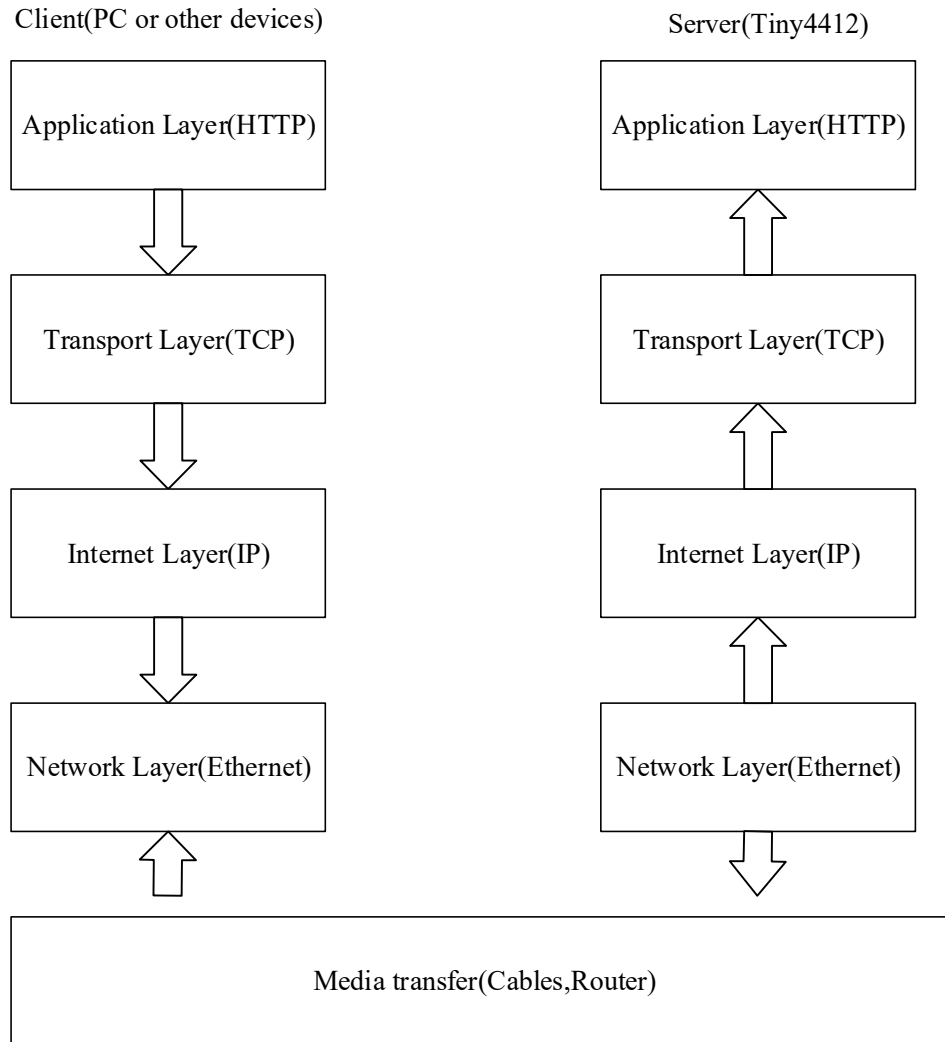 Client(PC or other devices)
Server(Tiny4412)
Application Layer(HTTP)
Application Layer(HTTP)
Transport Layer(TCP)
Transport Layer(TCP)
Internet Layer(IP)
Internet Layer(IP)
Network Layer(Ethernet)
Network Layer(Ethernet)
Media transfer(Cables,Router)